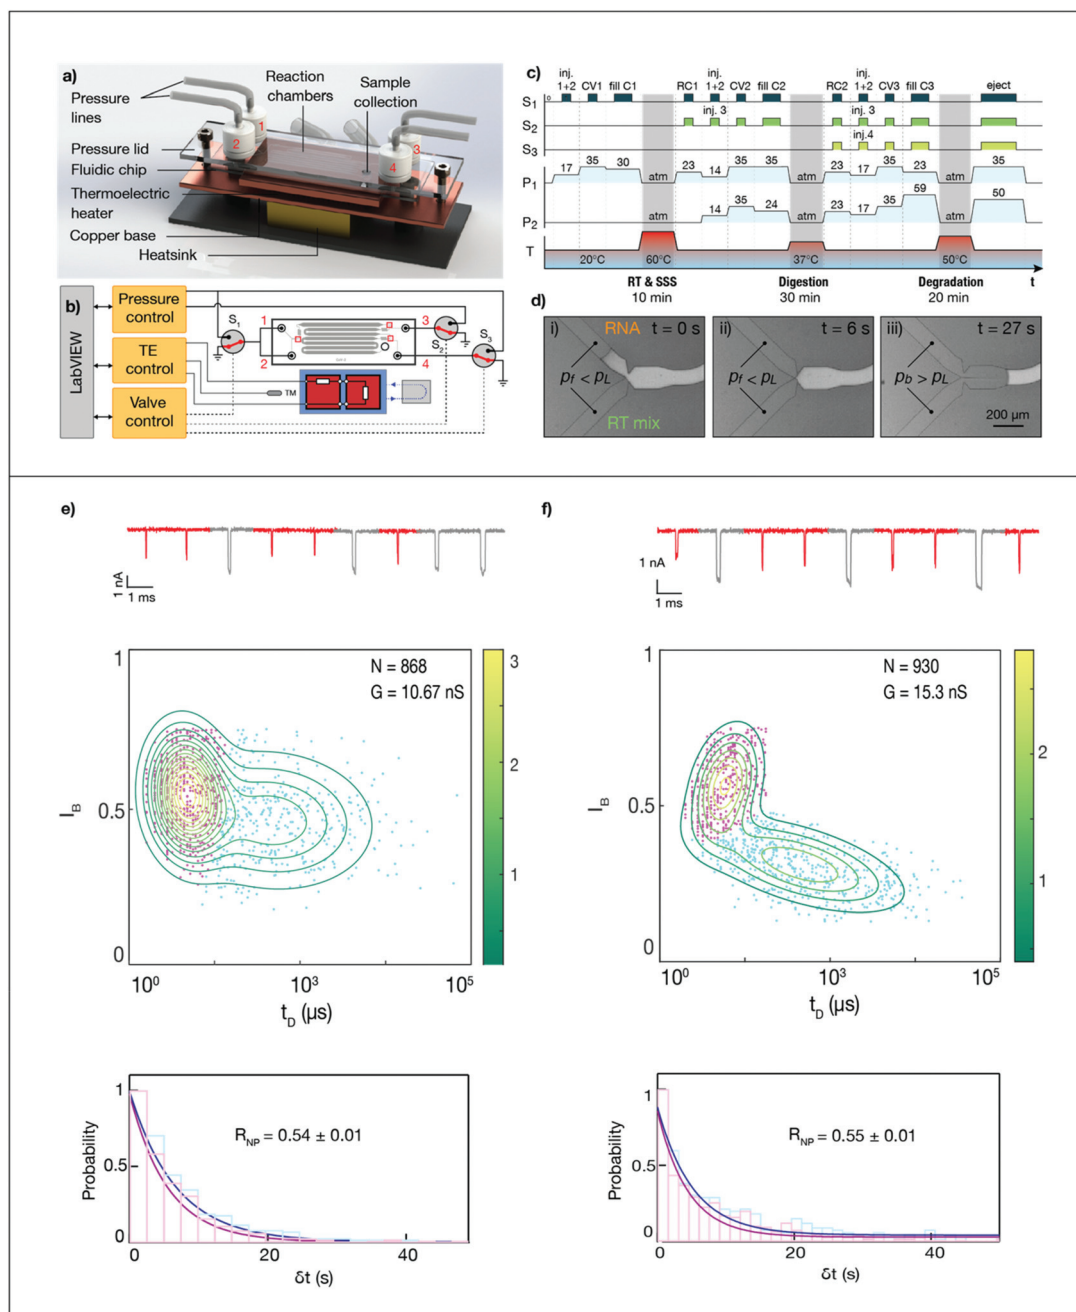 a)
Pressure lines
Pressure lid
Fluidic chip
Thermoelectric heater
Copper base
Heatsink
Reaction chambers
Sample collection
1
2
3
4
b)
LabVIEW
Pressure control
TE control
Valve control
S1
1
2
3
4
S2
S3
TM
c)
inj. 1+2 CV1 fill C1 RC1 inj. 1+2 CV2 fill C2 RC2 inj. 1+2 CV3 fill C3 eject
S1 0
inj. 3 inj. 3
S2
inj.4
S3
17 35 30 23 14 35 35 23 17 35 23 35
P1 atm atm atm
14 35 24 23 17 35 59 50
P2 atm atm atm
T 20°C 60°C 37°C 50°C
RT & SSS Digestion Degradation t
10 min 30 min 20 min
d)
i) RNA t = 0 s
pf < pL
RT mix
ii) t = 6 s
pf < pL
iii) t = 27 s
pb > pL
200 µm
e)
1 nA
1 ms
N = 868
G = 10.67 nS
1
0.5
0
IB
10⁰ 10³ 10⁵
tD (µs)
3
2
1
1
0.5
0
Probability
RNP = 0.54 ± 0.01
0 20 40
δt (s)
f)
1 nA
1 ms
N = 930
G = 15.3 nS
1
0.5
0
IB
10⁰ 10³ 10⁵
tD (µs)
2
1
1
0.5
0
Probability
RNP = 0.55 ± 0.01
0 20 40
δt (s)